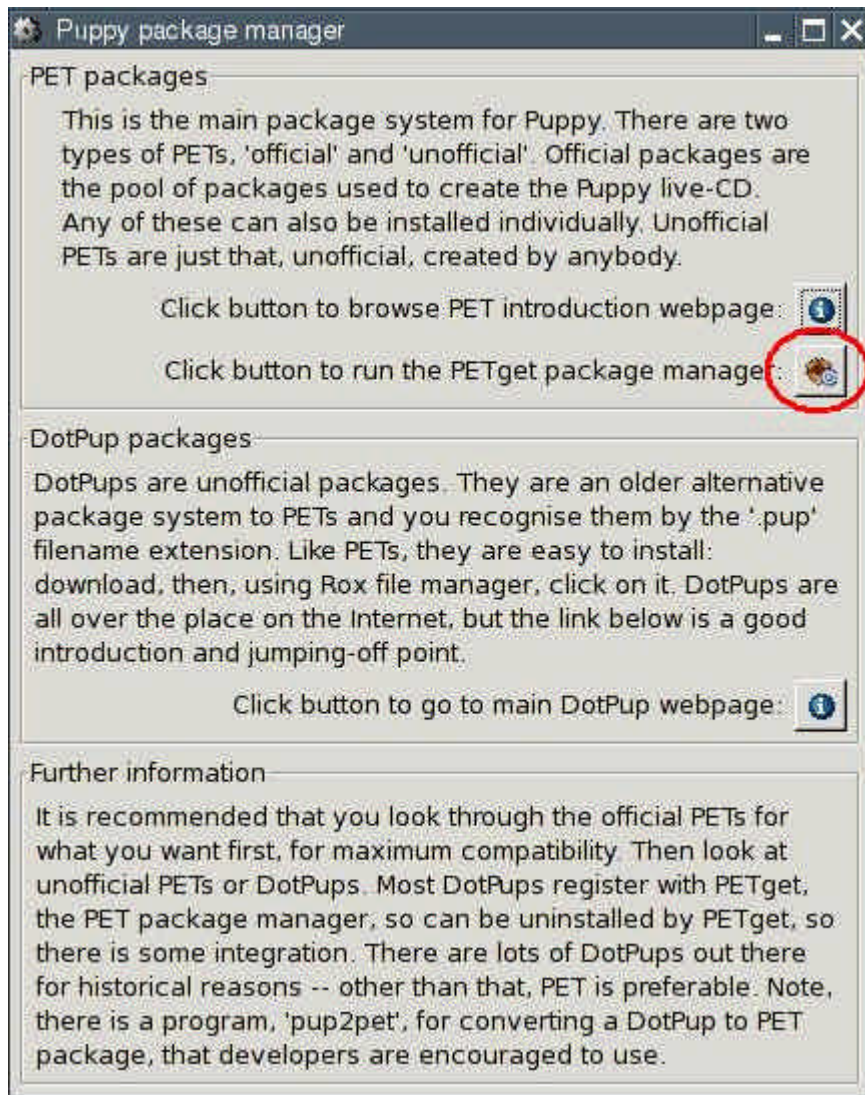 Puppy package manager
PET packages
This is the main package system for Puppy. There are two
types of PETs, 'official' and 'unofficial'. Official packages are
the pool of packages used to create the Puppy live-CD.
Any of these can also be installed individually. Unofficial
PETs are just that, unofficial, created by anybody.
Click button to browse PET introduction webpage:
Click button to run the PETget package manager:
DotPup packages
DotPups are unofficial packages. They are an older alternative
package system to PETs and you recognise them by the '.pup'
filename extension. Like PETs, they are easy to install:
download, then, using Rox file manager, click on it. DotPups are
all over the place on the Internet, but the link below is a good
introduction and jumping-off point.
Click button to go to main DotPup webpage:
Further information
It is recommended that you look through the official PETs for
what you want first, for maximum compatibility. Then look at
unofficial PETs or DotPups. Most DotPups register with PETget,
the PET package manager, so can be uninstalled by PETget, so
there is some integration. There are lots of DotPups out there
for historical reasons -- other than that, PET is preferable. Note,
there is a program, 'pup2pet', for converting a DotPup to PET
package, that developers are encouraged to use.